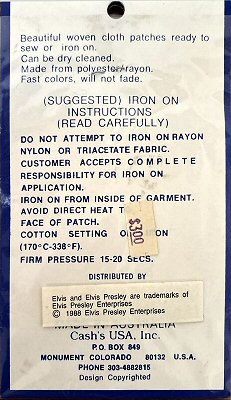 Beautiful woven cloth patches ready to
sew or iron on.
Can be dry cleaned.
Made from polyester/rayon.
Fast colors, will not fade.
(SUGGESTED) IRON ON
INSTRUCTIONS
(READ CAREFULLY)
DO NOT ATTEMPT TO IRON ON RAYON
NYLON OR TRIACETATE FABRIC.
CUSTOMER ACCEPTS COMPLETE
RESPONSIBILITY FOR IRON ON
APPLICATION.
IRON ON FROM INSIDE OF GARMENT.
AVOID DIRECT HEAT T
FACE OF PATCH.
$3.00
COTTON SETTING O ON
(170°C-338°F).
FIRM PRESSURE 15-20 SECS.
DISTRIBUTED BY
Elvis and Elvis Presley are trademarks of
Elvis Presley Enterprises
© 1988 Elvis Presley Enterprises
MADE IN AUSTRALIA
Cash's USA, Inc.
P.O. BOX 849
MONUMENT COLORADO 80132 U.S.A.
PHONE 303-4882815
Design Copyrighted